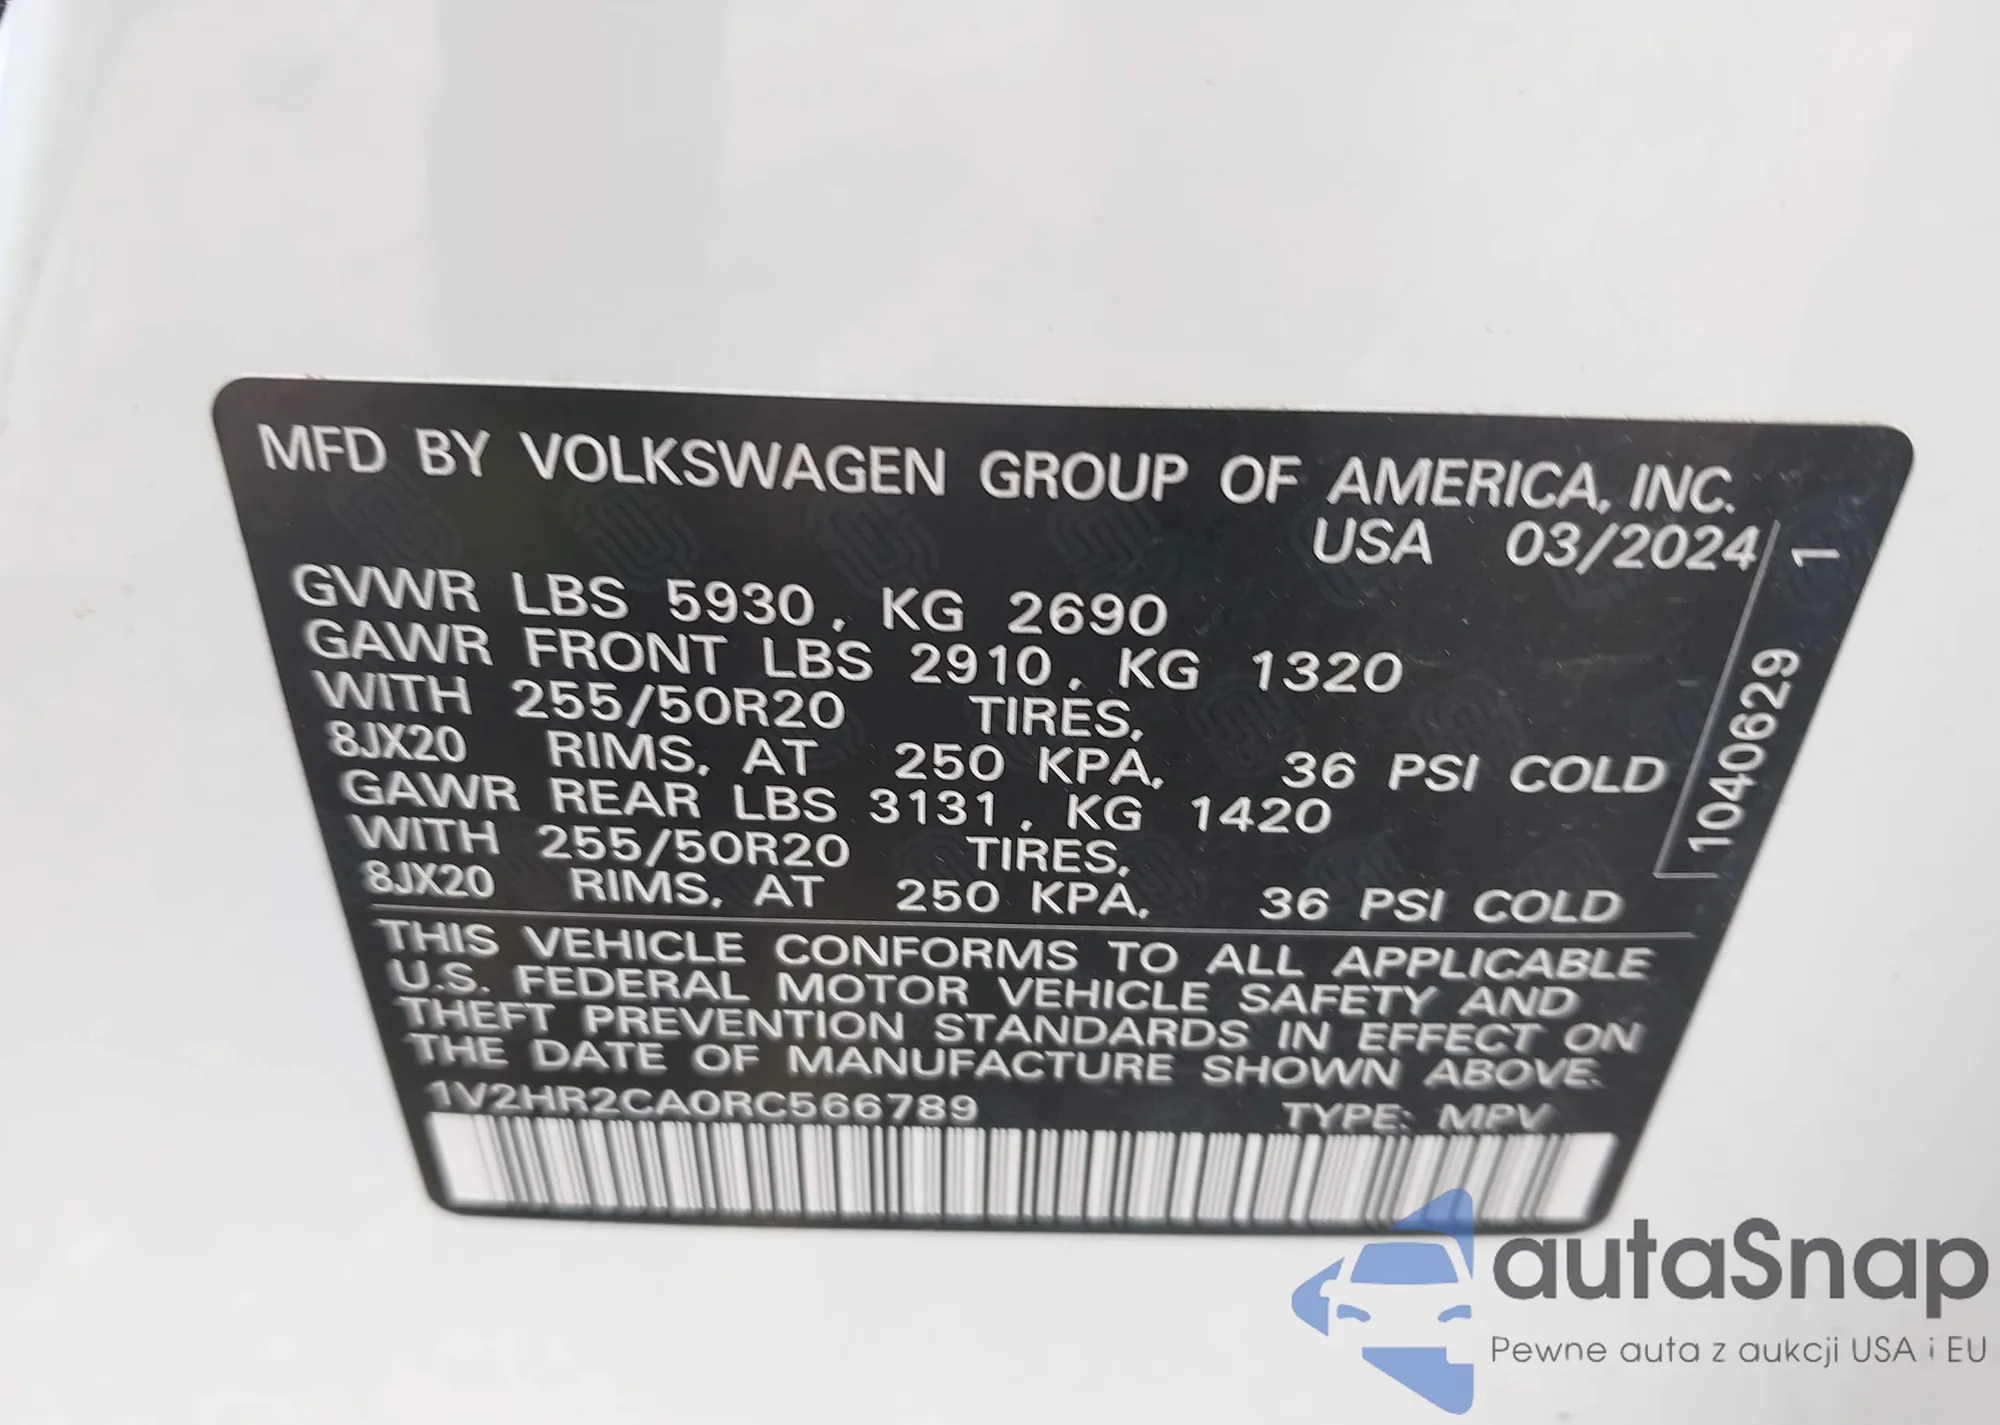 MFD BY VOLKSWAGEN GROUP OF AMERICA, INC.
USA 03/2024
GVWR LBS 5930, KG 2690
GAWR FRONT LBS 2910, KG 1320
WITH 255/50R20 TIRES,
8JX20 RIMS, AT 250 KPA, 36 PSI COLD
GAWR REAR LBS 3131, KG 1420
WITH 255/50R20 TIRES,
8JX20 RIMS, AT 250 KPA, 36 PSI COLD
1040629 1
THIS VEHICLE CONFORMS TO ALL APPLICABLE
U.S. FEDERAL MOTOR VEHICLE SAFETY AND
THEFT PREVENTION STANDARDS IN EFFECT ON
THE DATE OF MANUFACTURE SHOWN ABOVE.
1V2HR2CA0RC566789 TYPE: MPV
autaSnap
Pewne auta z aukcji USA i EU